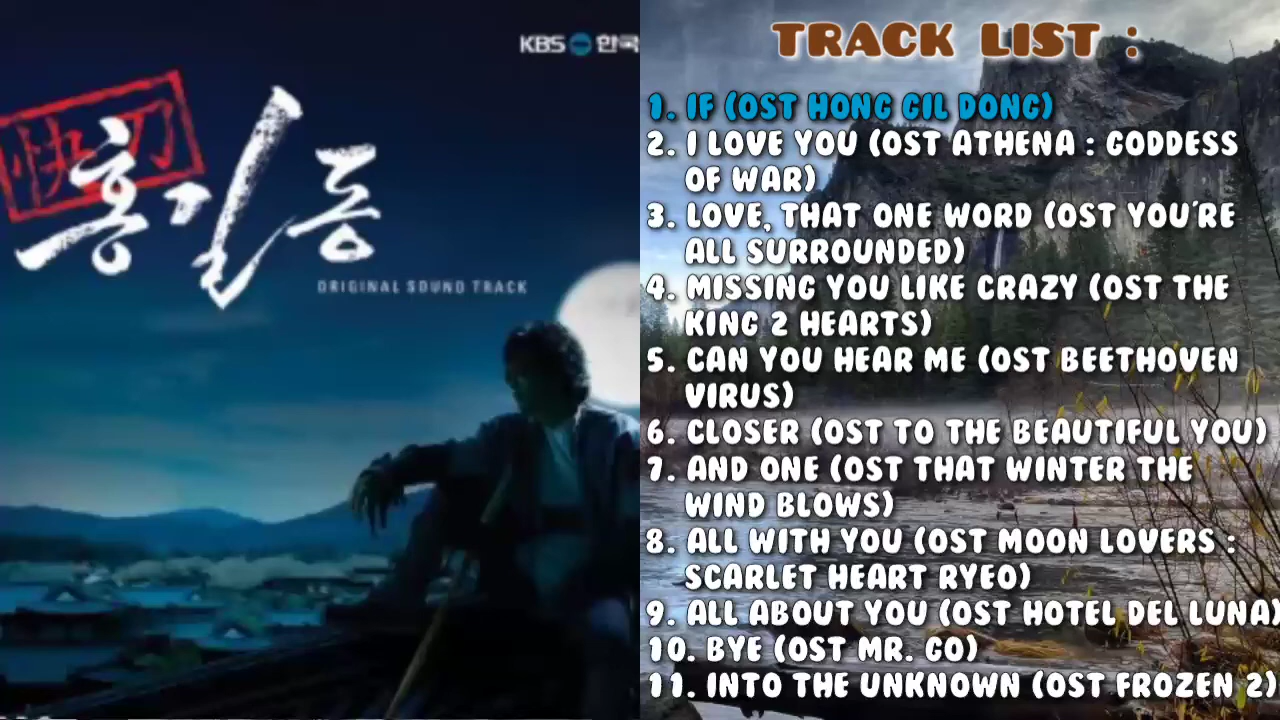 KBS 한국
快刀
홍길동
ORIGINAL SOUND TRACK
TRACK LIST :
1. IF (OST HONG GIL DONG)
2. I LOVE YOU (OST ATHENA : GODDESS
OF WAR)
3. LOVE, THAT ONE WORD (OST YOU'RE
ALL SURROUNDED)
4. MISSING YOU LIKE CRAZY (OST THE
KING 2 HEARTS)
5. CAN YOU HEAR ME (OST BEETHOVEN
VIRUS)
6. CLOSER (OST TO THE BEAUTIFUL YOU)
7. AND ONE (OST THAT WINTER THE
WIND BLOWS)
8. ALL WITH YOU (OST MOON LOVERS :
SCARLET HEART RYEO)
9. ALL ABOUT YOU (OST HOTEL DEL LUNA)
10. BYE (OST MR. GO)
11. INTO THE UNKNOWN (OST FROZEN 2)